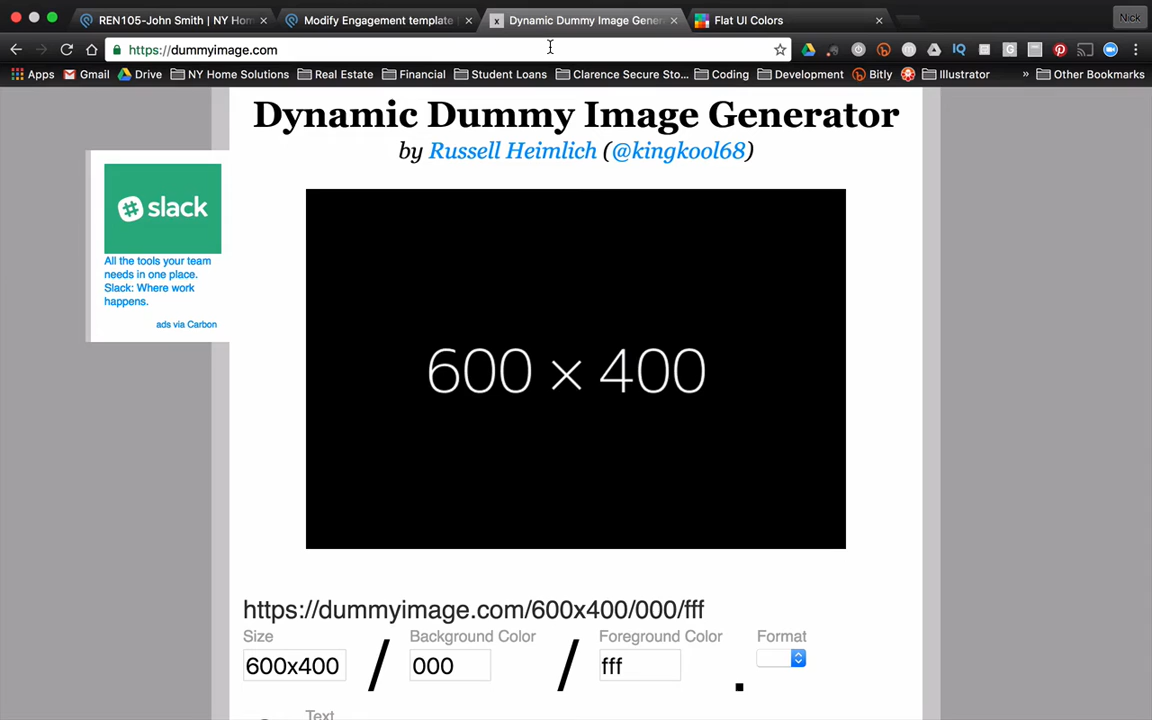 REN105-John Smith | NY Hom
Modify Engagement template
Dynamic Dummy Image Gener
Flat UI Colors
Nick
https://dummyimage.com
Apps
Gmail
Drive
NY Home Solutions
Real Estate
Financial
Student Loans
Clarence Secure Sto...
Coding
Development
Bitly
Illustrator
Other Bookmarks
Dynamic Dummy Image Generator
by Russell Heimlich (@kingkool68)
slack
All the tools your team
needs in one place.
Slack: Where work
happens.
ads via Carbon
600 × 400
https://dummyimage.com/600x400/000/fff
Size
Background Color
Foreground Color
Format
600x400 / 000 / fff .
Text